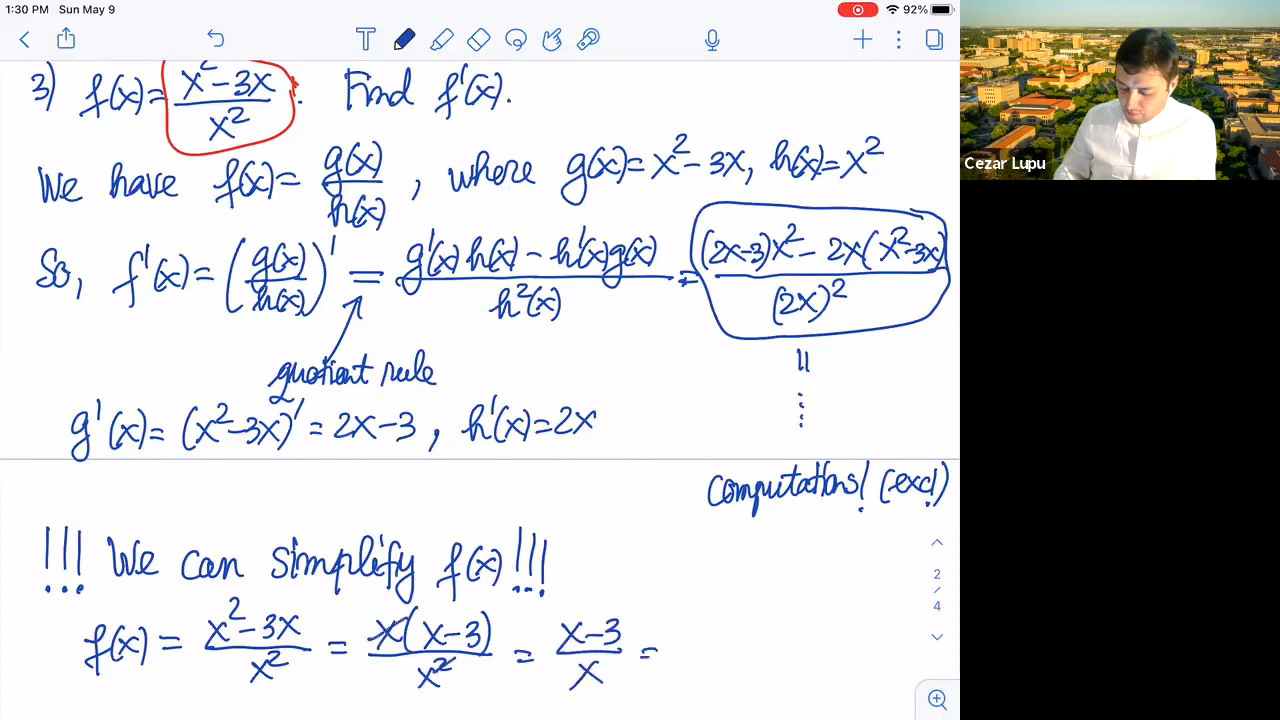 1:30 PM Sun May 9
92%
3) f(x)= x² – 3x / x² . Find f'(x).
We have f(x)= g(x) / h(x) , where g(x)= x² – 3x, h(x)= x²
So, f'(x)= (g(x) / h(x))' = g'(x) h(x) – h'(x)g(x) / h²(x) = (2x–3)x² – 2x(x²–3x) / (2x)²
=
⋮
quotient rule
g'(x)= (x²–3x)' = 2x–3 , h'(x)=2x
Computations! (exc!)
!!! We can simplify f(x) !!!
f(x) = x² – 3x / x² = x(x–3) / x² = x–3 / x =
2 / 4
Cezar Lupu